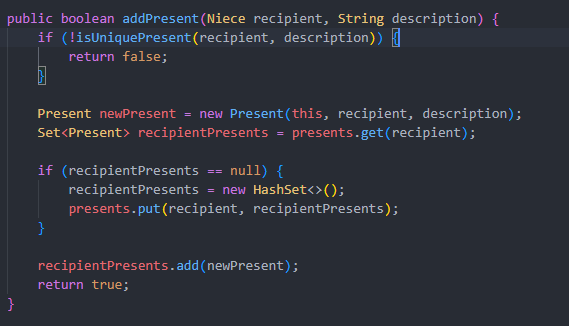 public boolean addPresent(Niece recipient, String description) {
if (!isUniquePresent(recipient, description)) {
return false;
}
Present newPresent = new Present(this, recipient, description);
Set<Present> recipientPresents = presents.get(recipient);
if (recipientPresents == null) {
recipientPresents = new HashSet<>();
presents.put(recipient, recipientPresents);
}
recipientPresents.add(newPresent);
return true;
}